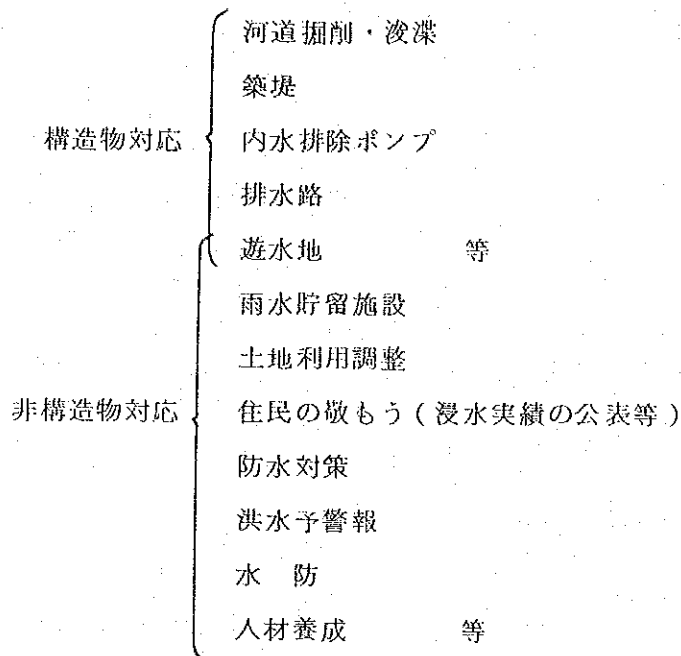 河道掘削・浚渫
築堤
構造物対応
内水排除ポンプ
排水路
遊水地 等
雨水貯留施設
土地利用調整
非構造物対応
住民の敬もう(浸水実績の公表等)
防水対策
洪水予警報
水 防
人材養成 等